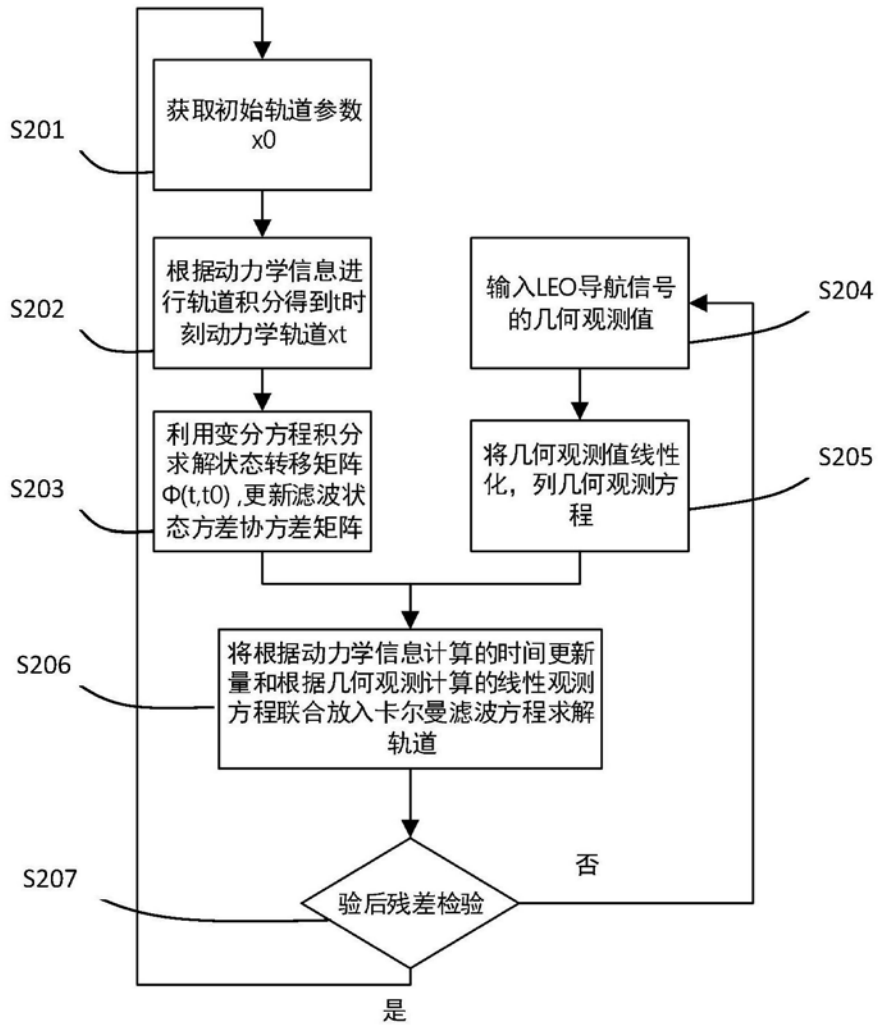 S201
获取初始轨道参数
x0
S202
根据动力学信息进
行轨道积分得到t时
刻动力学轨道xt
S203
利用变分方程积分
求解状态转移矩阵
Φ(t,t0) ,更新滤波状
态方差协方差矩阵
S204
输入LEO导航信号
的几何观测值
S205
将几何观测值线性
化，列几何观测方
程
S206
将根据动力学信息计算的时间更新
量和根据几何观测计算的线性观测
方程联合放入卡尔曼滤波方程求解
轨道
S207
验后残差检验
否
是